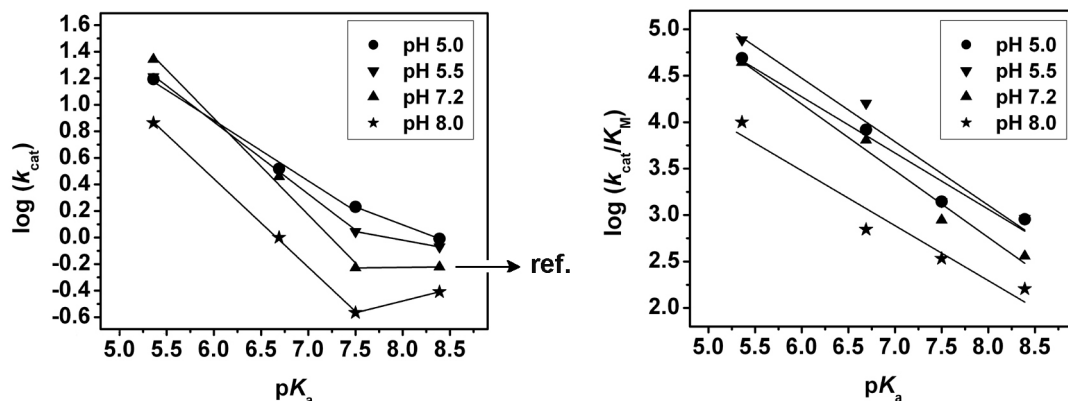 log (kcat)
1.6
1.4
1.2
1.0
0.8
0.6
0.4
0.2
0.0
-0.2
-0.4
-0.6
5.0 5.5 6.0 6.5 7.0 7.5 8.0 8.5
pKa
pH 5.0
pH 5.5
pH 7.2
pH 8.0
ref.
log (kcat/KM)
5.0
4.5
4.0
3.5
3.0
2.5
2.0
5.0 5.5 6.0 6.5 7.0 7.5 8.0 8.5
pKa
pH 5.0
pH 5.5
pH 7.2
pH 8.0